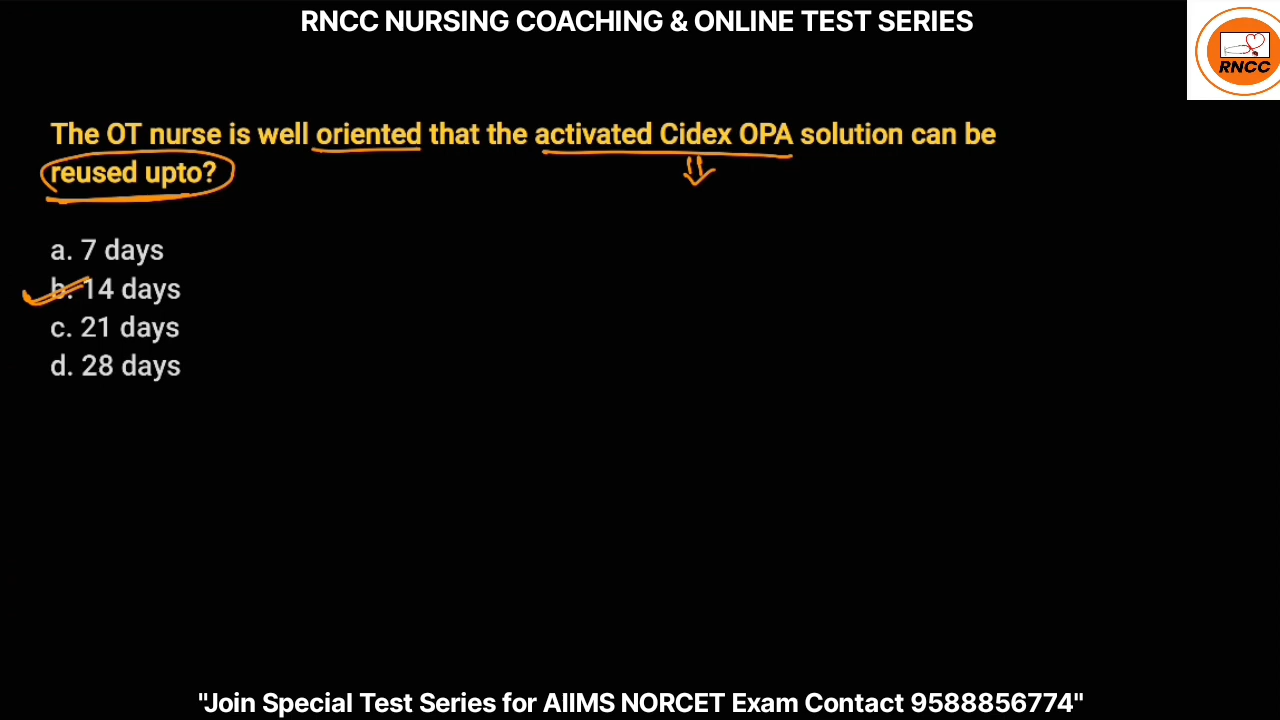 RNCC NURSING COACHING & ONLINE TEST SERIES
RNCC
The OT nurse is well oriented that the activated Cidex OPA solution can be
reused upto?
a. 7 days
b. 14 days
c. 21 days
d. 28 days
"Join Special Test Series for AIIMS NORCET Exam Contact 9588856774"